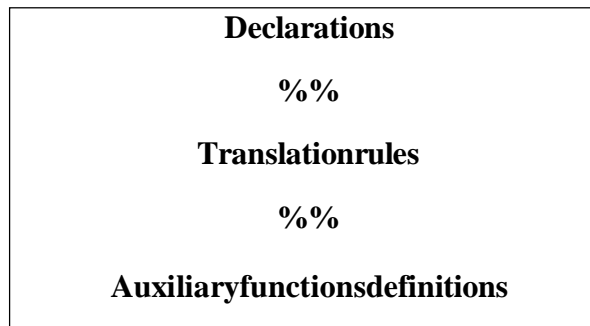 Declarations
%%
Translationrules
%%
Auxiliaryfunctionsdefinitions